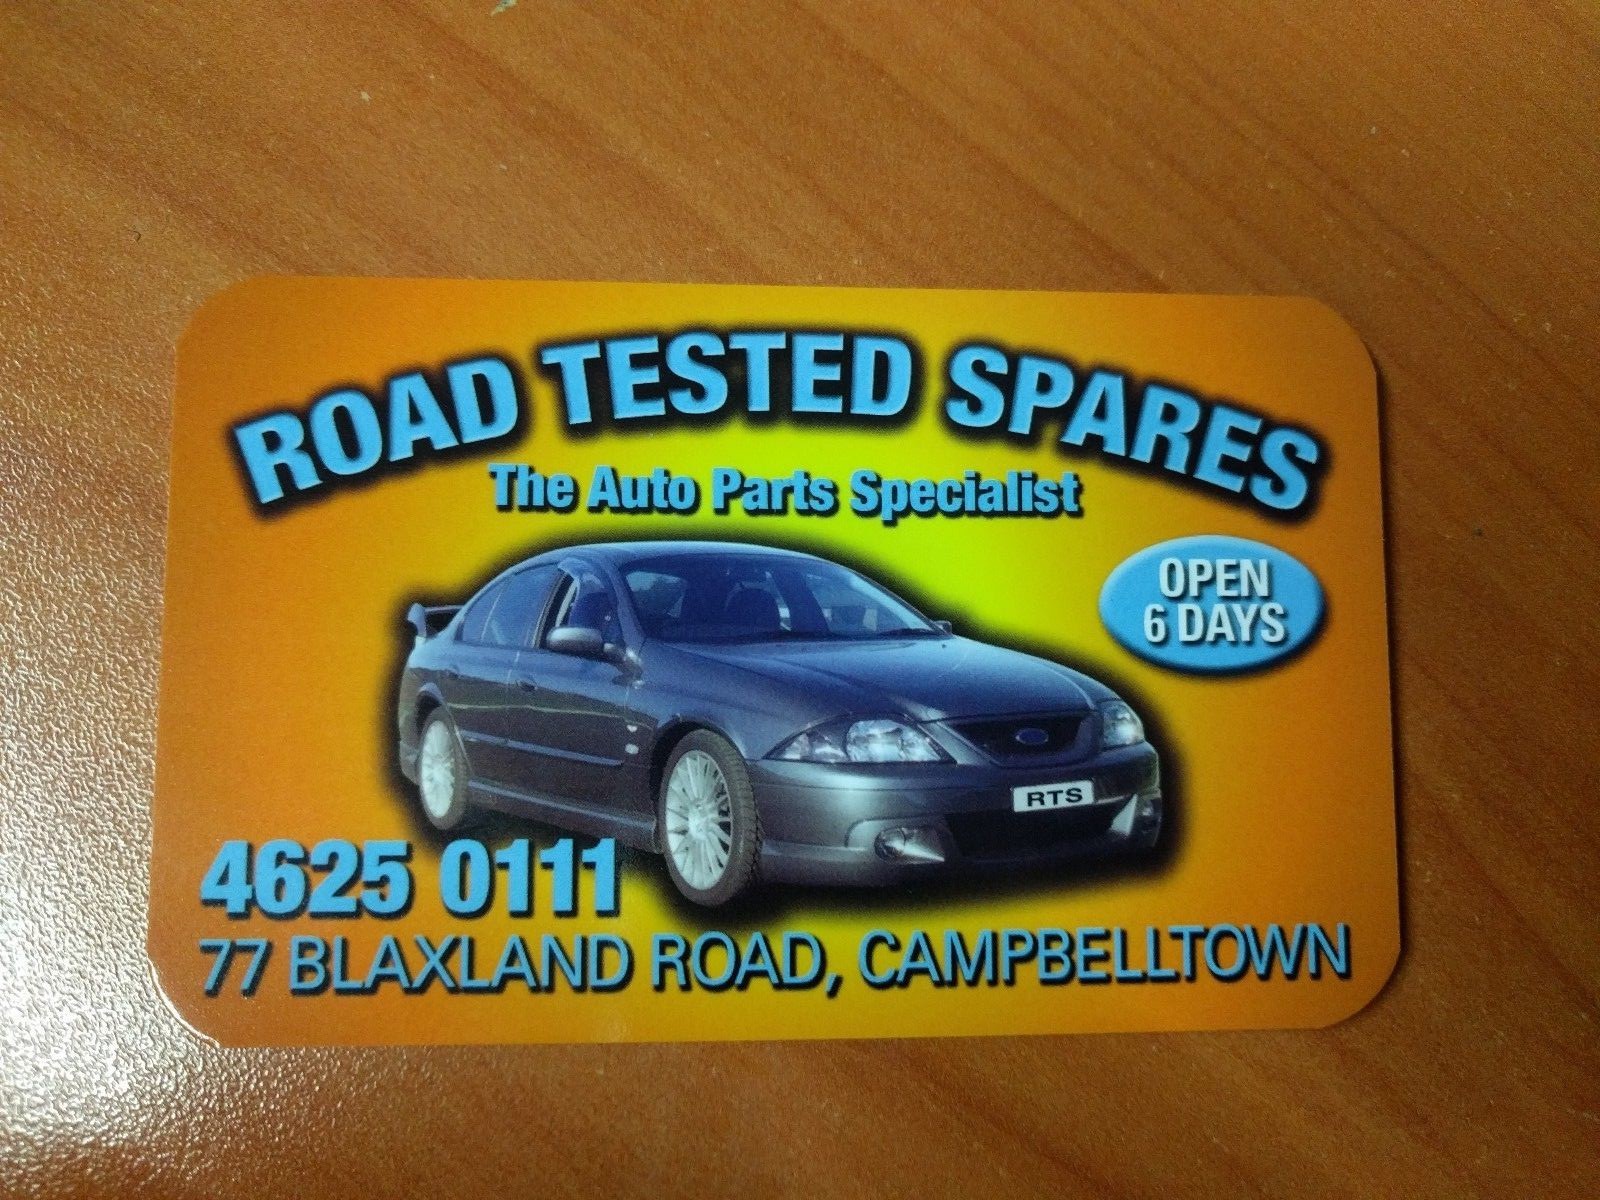 ROAD TESTED SPARES
The Auto Parts Specialist
OPEN
6 DAYS
RTS
4625 0111
77 BLAXLAND ROAD, CAMPBELLTOWN